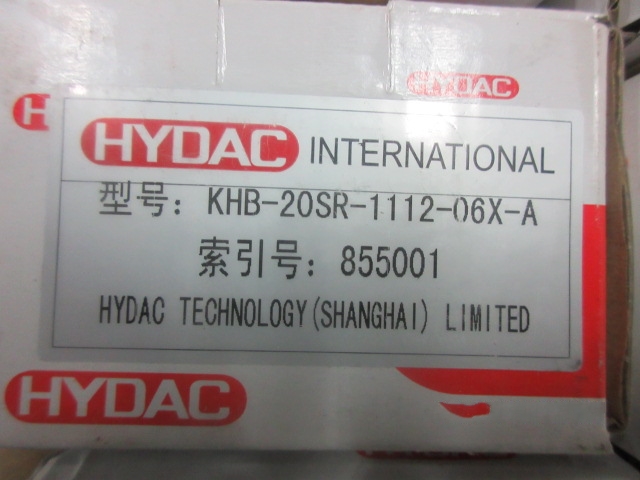 HYDAC
H
HYDAC INTERNATIONAL
型号: KHB-20SR-1112-06X-A
索引号: 855001
HYDAC TECHNOLOGY(SHANGHAI) LIMITED
HYDAC